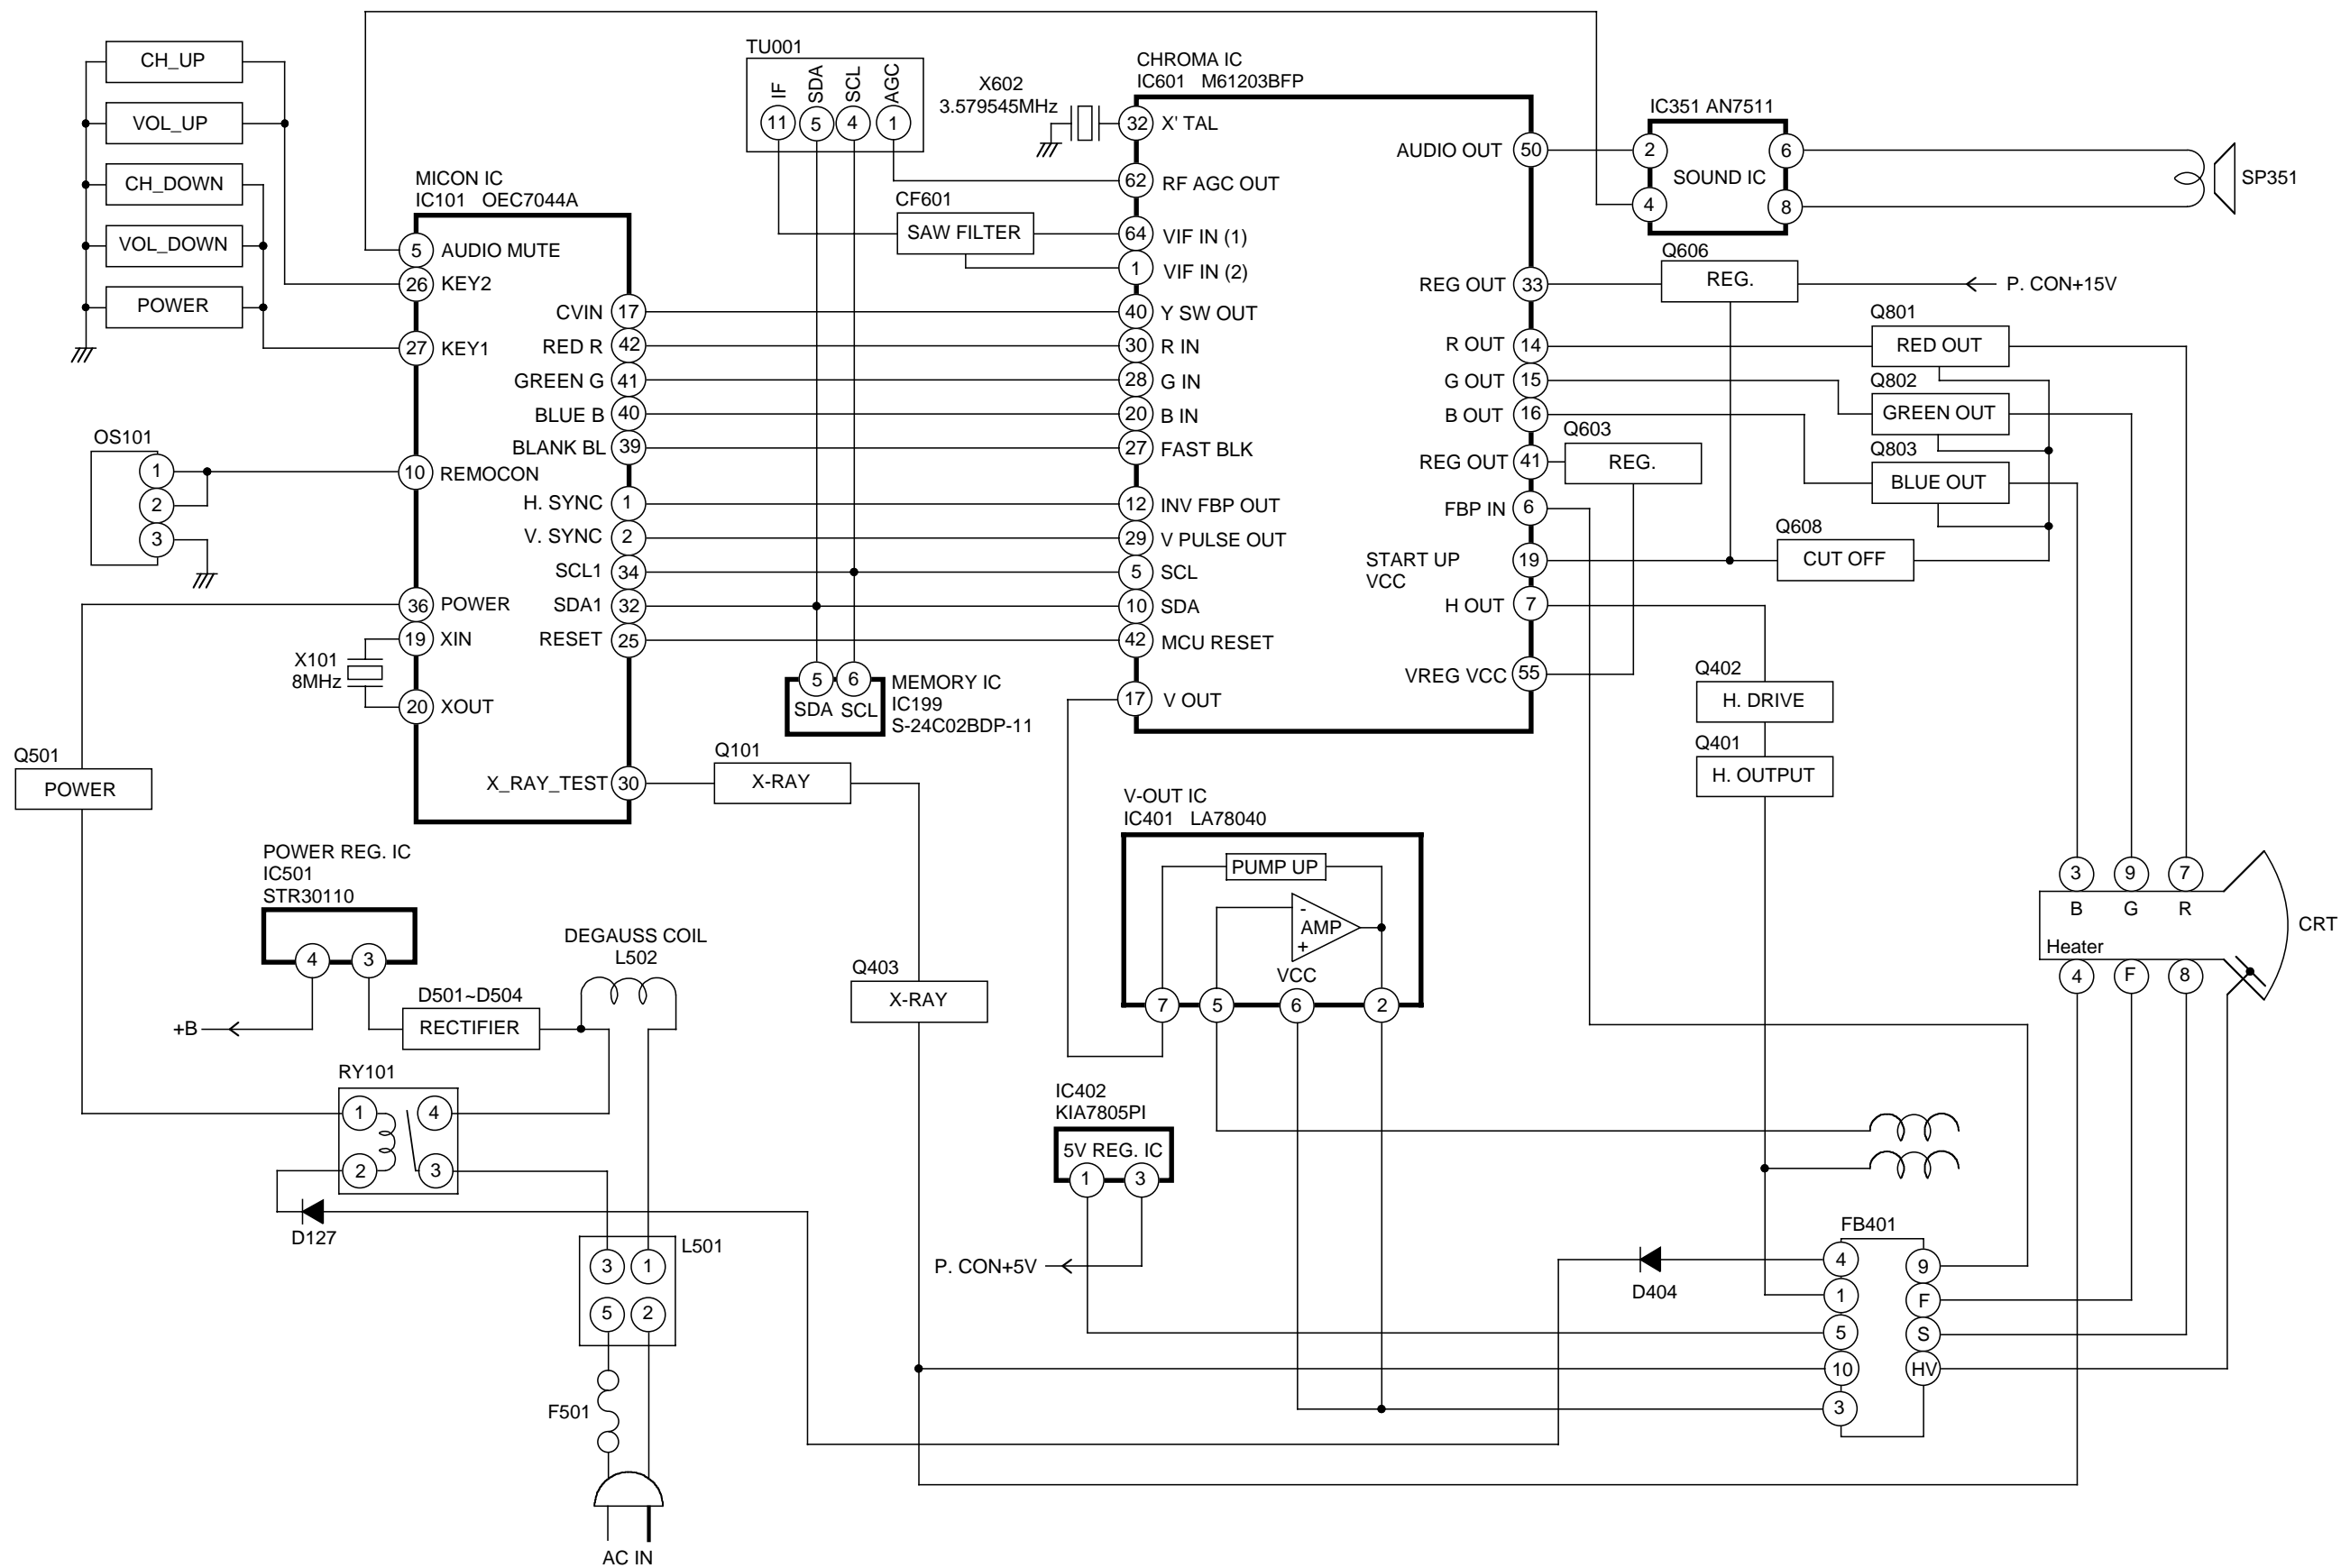 CH_UP
VOL_UP
CH_DOWN
VOL_DOWN
POWER
OS101
1
2
3
MICON IC
IC101 OEC7044A
5 AUDIO MUTE
26 KEY2
27 KEY1
10 REMOCON
36 POWER
19 XIN
20 XOUT
X101
8MHz
CVIN 17
RED R 42
GREEN G 41
BLUE B 40
BLANK BL 39
H. SYNC 1
V. SYNC 2
SCL1 34
SDA1 32
RESET 25
X_RAY_TEST 30
TU001
IF
SDA
SCL
AGC
11 5 4 1
CF601
SAW FILTER
X602
3.579545MHz
5 6
SDA SCL
MEMORY IC
IC199
S-24C02BDP-11
CHROMA IC
IC601 M61203BFP
32 X' TAL
62 RF AGC OUT
64 VIF IN (1)
1 VIF IN (2)
40 Y SW OUT
30 R IN
28 G IN
20 B IN
27 FAST BLK
12 INV FBP OUT
29 V PULSE OUT
5 SCL
10 SDA
42 MCU RESET
17 V OUT
AUDIO OUT 50
REG OUT 33
R OUT 14
G OUT 15
B OUT 16
REG OUT 41
FBP IN 6
START UP 19
VCC
H OUT 7
VREG VCC 55
IC351 AN7511
2 6
SOUND IC
4 8
SP351
Q606
REG.
P. CON+15V
Q801
RED OUT
Q802
GREEN OUT
Q803
BLUE OUT
Q603
REG.
Q608
CUT OFF
Q402
H. DRIVE
Q401
H. OUTPUT
Q501
POWER
Q101
X-RAY
Q403
X-RAY
POWER REG. IC
IC501
STR30110
4 3
+B
D501~D504
RECTIFIER
DEGAUSS COIL
L502
RY101
1 4
2 3
D127
L501
3 1
5 2
F501
AC IN
V-OUT IC
IC401 LA78040
PUMP UP
-
AMP
+
VCC
7 5 6 2
IC402
KIA7805PI
5V REG. IC
1 3
P. CON+5V
D404
FB401
4
1
5
10
3
9
F
S
HV
3 9 7
B G R
CRT
Heater
4 F 8